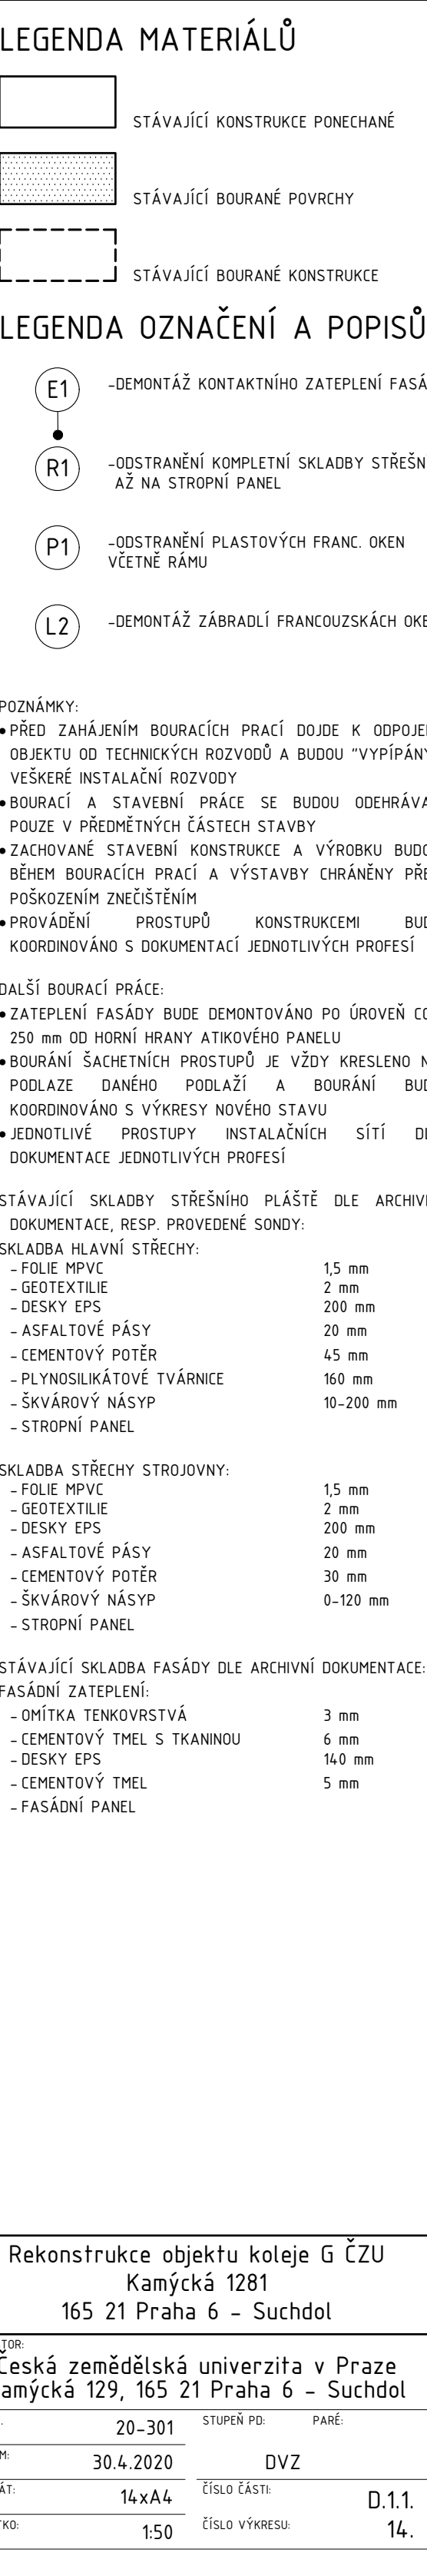 LEGENDA MATERIÁLŮ
STÁVAJÍCÍ KONSTRUKCE PONECHANÉ
STÁVAJÍCÍ BOURANÉ POVRCHY
STÁVAJÍCÍ BOURANÉ KONSTRUKCE
LEGENDA OZNAČENÍ A POPISŮ
E1 -DEMONTÁŽ KONTAKTNÍHO ZATEPLENÍ FASÁ
R1 -ODSTRANĚNÍ KOMPLETNÍ SKLADBY STŘEŠN
AŽ NA STROPNÍ PANEL
P1 -ODSTRANĚNÍ PLASTOVÝCH FRANC. OKEN
VČETNĚ RÁMU
L2 -DEMONTÁŽ ZÁBRADLÍ FRANCOUZSKÁCH OKE
POZNÁMKY:
• PŘED ZAHÁJENÍM BOURACÍCH PRACÍ DOJDE K ODPOJE
OBJEKTU OD TECHNICKÝCH ROZVODŮ A BUDOU "VYPÍPÁNY
VEŠKERÉ INSTALAČNÍ ROZVODY
• BOURACÍ A STAVEBNÍ PRÁCE SE BUDOU ODEHRÁVA
POUZE V PŘEDMĚTNÝCH ČÁSTECH STAVBY
• ZACHOVANÉ STAVEBNÍ KONSTRUKCE A VÝROBKU BUDO
BĚHEM BOURACÍCH PRACÍ A VÝSTAVBY CHRÁNĚNY PŘE
POŠKOZENÍM ZNEČIŠTĚNÍM
• PROVÁDĚNÍ PROSTUPŮ KONSTRUKCEMI BUD
KOORDINOVÁNO S DOKUMENTACÍ JEDNOTLIVÝCH PROFESÍ
DALŠÍ BOURACÍ PRÁCE:
• ZATEPLENÍ FASÁDY BUDE DEMONTOVÁNO PO ÚROVEŇ CC
250 mm OD HORNÍ HRANY ATIKOVÉHO PANELU
• BOURÁNÍ ŠACHETNÍCH PROSTUPŮ JE VŽDY KRESLENO N
PODLAZE DANÉHO PODLAŽÍ A BOURÁNÍ BUD
KOORDINOVÁNO S VÝKRESY NOVÉHO STAVU
• JEDNOTLIVÉ PROSTUPY INSTALAČNÍCH SÍTÍ DL
DOKUMENTACE JEDNOTLIVÝCH PROFESÍ
STÁVAJÍCÍ SKLADBY STŘEŠNÍHO PLÁŠTĚ DLE ARCHIV
DOKUMENTACE, RESP. PROVEDENÉ SONDY:
SKLADBA HLAVNÍ STŘECHY:
- FOLIE MPVC 1,5 mm
- GEOTEXTILIE 2 mm
- DESKY EPS 200 mm
- ASFALTOVÉ PÁSY 20 mm
- CEMENTOVÝ POTĚR 45 mm
- PLYNOSILIKÁTOVÉ TVÁRNICE 160 mm
- ŠKVÁROVÝ NÁSYP 10-200 mm
- STROPNÍ PANEL
SKLADBA STŘECHY STROJOVNY:
- FOLIE MPVC 1,5 mm
- GEOTEXTILIE 2 mm
- DESKY EPS 200 mm
- ASFALTOVÉ PÁSY 20 mm
- CEMENTOVÝ POTĚR 30 mm
- ŠKVÁROVÝ NÁSYP 0-120 mm
- STROPNÍ PANEL
STÁVAJÍCÍ SKLADBA FASÁDY DLE ARCHIVNÍ DOKUMENTACE:
FASÁDNÍ ZATEPLENÍ:
- OMÍTKA TENKOVRSTVÁ 3 mm
- CEMENTOVÝ TMEL S TKANINOU 6 mm
- DESKY EPS 140 mm
- CEMENTOVÝ TMEL 5 mm
- FASÁDNÍ PANEL
Rekonstrukce objektu koleje G ČZU
Kamýcká 1281
165 21 Praha 6 - Suchdol
TOR:
Česká zemědělská univerzita v Praze
amýcká 129, 165 21 Praha 6 - Suchdol
20-301 STUPEŇ PD: PARÉ:
M: 30.4.2020 DVZ
ÁT: 14xA4 ČÍSLO ČÁSTI: D.1.1.
TKO: 1:50 ČÍSLO VÝKRESU: 14.